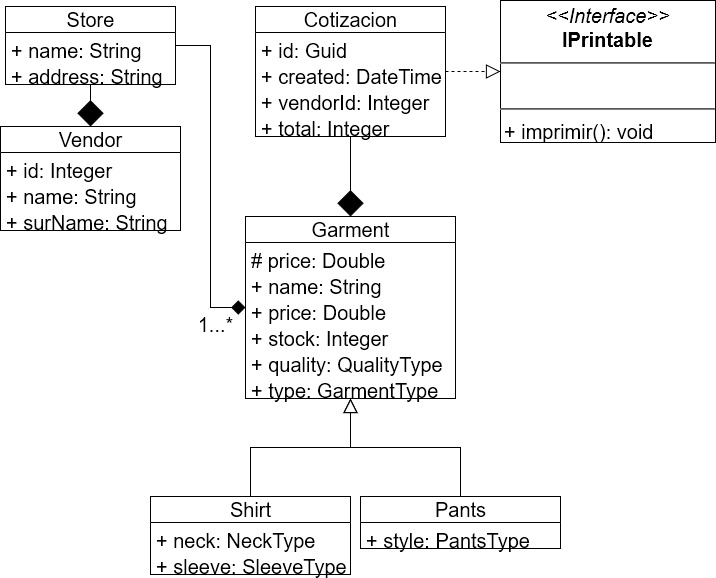 Store
+ name: String
+ address: String
Vendor
+ id: Integer
+ name: String
+ surName: String
Cotizacion
+ id: Guid
+ created: DateTime
+ vendorId: Integer
+ total: Integer
<<Interface>>
IPrintable
+ imprimir(): void
Garment
# price: Double
+ name: String
+ price: Double
+ stock: Integer
+ quality: QualityType
+ type: GarmentType
1...*
Shirt
+ neck: NeckType
+ sleeve: SleeveType
Pants
+ style: PantsType